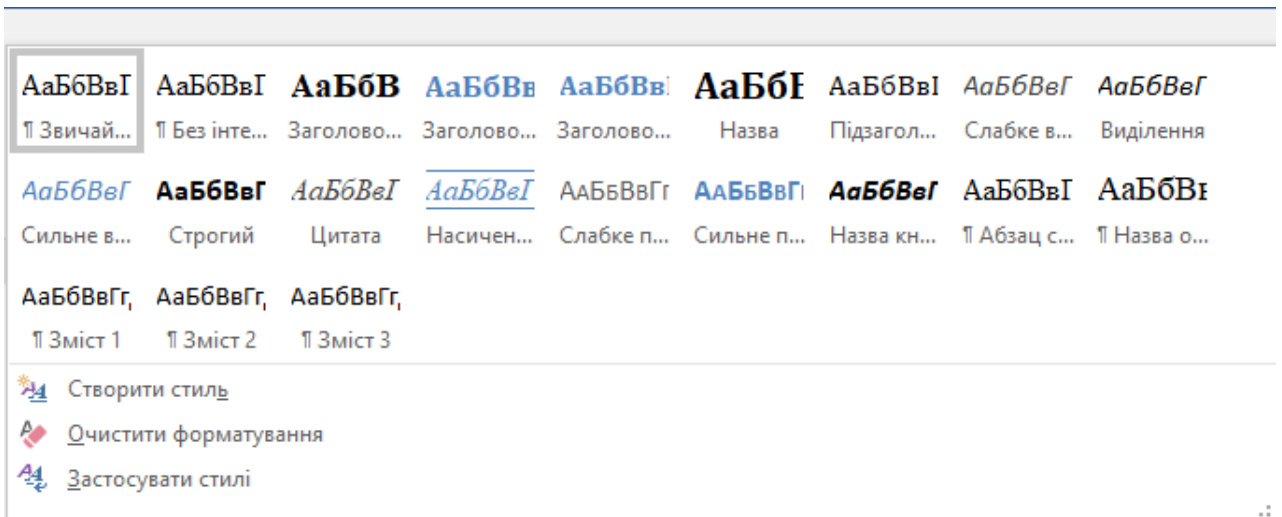 АаБбВвГ АаБбВвГ АаБбВ АаБбВв АаБбВв АаБбВ АаБбВвГ АаБбВвГ АаБбВвГ
¶ Звичай... ¶ Без інте... Заголово... Заголово... Заголово... Назва Підзагол... Слабке в... Виділення
АаБбВвГ АаБбВвГ АаБбВвГ АаБбВвГ АаБбВвГг АаБбВвГг АаБбВвГ АаБбВвГ АаБбВв
Сильне в... Строгий Цитата Насичен... Слабке п... Сильне п... Назва кн... ¶ Абзац с... ¶ Назва о...
АаБбВвГг, АаБбВвГг, АаБбВвГг,
¶ Зміст 1 ¶ Зміст 2 ¶ Зміст 3
Створити стиль
Очистити форматування
Застосувати стилі